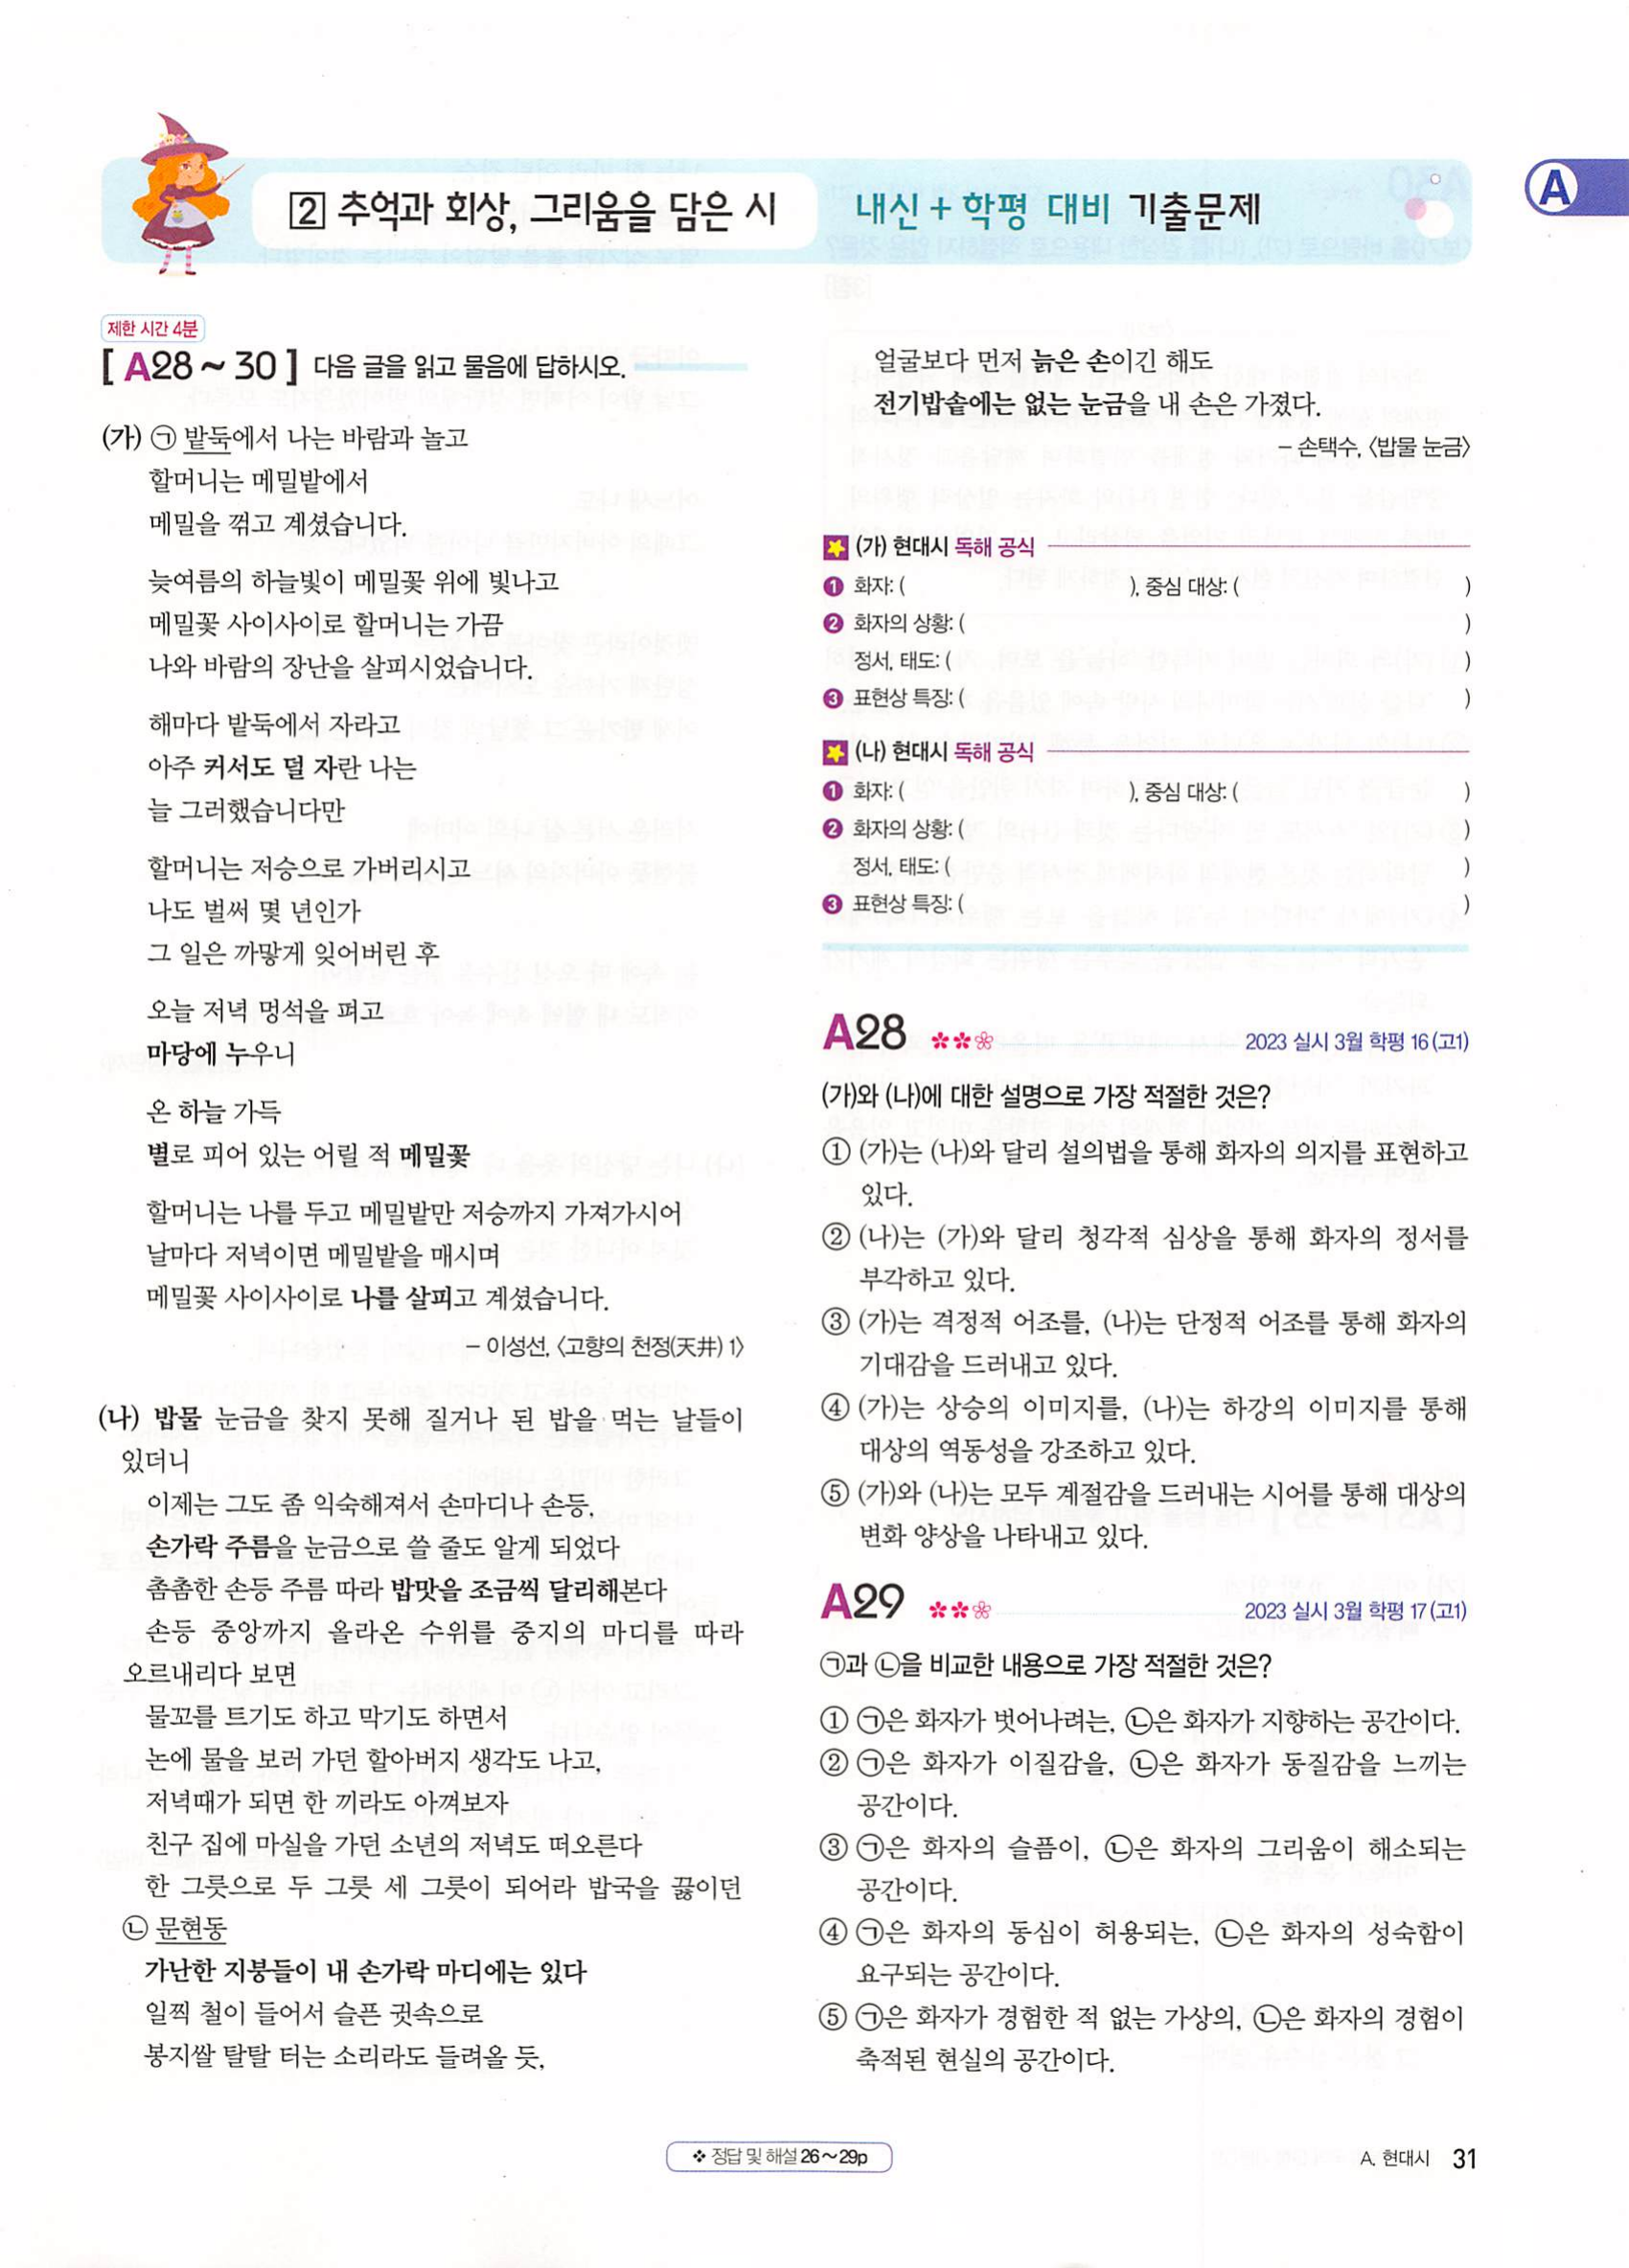 2 추억과 회상, 그리움을 담은 시
내신 + 학평 대비 기출문제
A
제한 시간 4분
[ A28 ~ 30 ] 다음 글을 읽고 물음에 답하시오.
(가) ㉠ 밭둑에서 나는 바람과 놀고
할머니는 메밀밭에서
메밀을 꺾고 계셨습니다.
늦여름의 하늘빛이 메밀꽃 위에 빛나고
메밀꽃 사이사이로 할머니는 가끔
나와 바람의 장난을 살피시었습니다.
해마다 밭둑에서 자라고
아주 커서도 덜 자란 나는
늘 그러했습니다만
할머니는 저승으로 가버리시고
나도 벌써 몇 년인가
그 일은 까맣게 잊어버린 후
오늘 저녁 멍석을 펴고
마당에 누우니
온 하늘 가득
별로 피어 있는 어릴 적 메밀꽃
할머니는 나를 두고 메밀밭만 저승까지 가져가시어
날마다 저녁이면 메밀밭을 매시며
메밀꽃 사이사이로 나를 살피고 계셨습니다.
– 이성선, 〈고향의 천정(天井) 1〉
(나) 밥물 눈금을 찾지 못해 질거나 된 밥을 먹는 날들이
있더니
이제는 그도 좀 익숙해져서 손마디나 손등,
손가락 주름을 눈금으로 쓸 줄도 알게 되었다
촘촘한 손등 주름 따라 밥맛을 조금씩 달리해본다
손등 중앙까지 올라온 수위를 중지의 마디를 따라
오르내리다 보면
물꼬를 트기도 하고 막기도 하면서
논에 물을 보러 가던 할아버지 생각도 나고,
저녁때가 되면 한 끼라도 아껴보자
친구 집에 마실을 가던 소년의 저녁도 떠오른다
한 그릇으로 두 그릇 세 그릇이 되어라 밥국을 끓이던
㉡ 문현동
가난한 지붕들이 내 손가락 마디에는 있다
일찍 철이 들어서 슬픈 귓속으로
봉지쌀 탈탈 터는 소리라도 들려올 듯,
얼굴보다 먼저 늙은 손이긴 해도
전기밥솥에는 없는 눈금을 내 손은 가졌다.
– 손택수, 〈밥물 눈금〉
(가) 현대시 독해 공식
❶ 화자: ( ), 중심 대상: ( )
❷ 화자의 상황: ( )
정서, 태도: ( )
❸ 표현상 특징: ( )
(나) 현대시 독해 공식
❶ 화자: ( ), 중심 대상: ( )
❷ 화자의 상황: ( )
정서, 태도: ( )
❸ 표현상 특징: ( )
A28 2023 실시 3월 학평 16(고1)
(가)와 (나)에 대한 설명으로 가장 적절한 것은?
① (가)는 (나)와 달리 설의법을 통해 화자의 의지를 표현하고
있다.
② (나)는 (가)와 달리 청각적 심상을 통해 화자의 정서를
부각하고 있다.
③ (가)는 격정적 어조를, (나)는 단정적 어조를 통해 화자의
기대감을 드러내고 있다.
④ (가)는 상승의 이미지를, (나)는 하강의 이미지를 통해
대상의 역동성을 강조하고 있다.
⑤ (가)와 (나)는 모두 계절감을 드러내는 시어를 통해 대상의
변화 양상을 나타내고 있다.
A29 2023 실시 3월 학평 17(고1)
㉠과 ㉡을 비교한 내용으로 가장 적절한 것은?
① ㉠은 화자가 벗어나려는, ㉡은 화자가 지향하는 공간이다.
② ㉠은 화자가 이질감을, ㉡은 화자가 동질감을 느끼는
공간이다.
③ ㉠은 화자의 슬픔이, ㉡은 화자의 그리움이 해소되는
공간이다.
④ ㉠은 화자의 동심이 허용되는, ㉡은 화자의 성숙함이
요구되는 공간이다.
⑤ ㉠은 화자가 경험한 적 없는 가상의, ㉡은 화자의 경험이
축적된 현실의 공간이다.
❖ 정답 및 해설 26~29p
A. 현대시 31